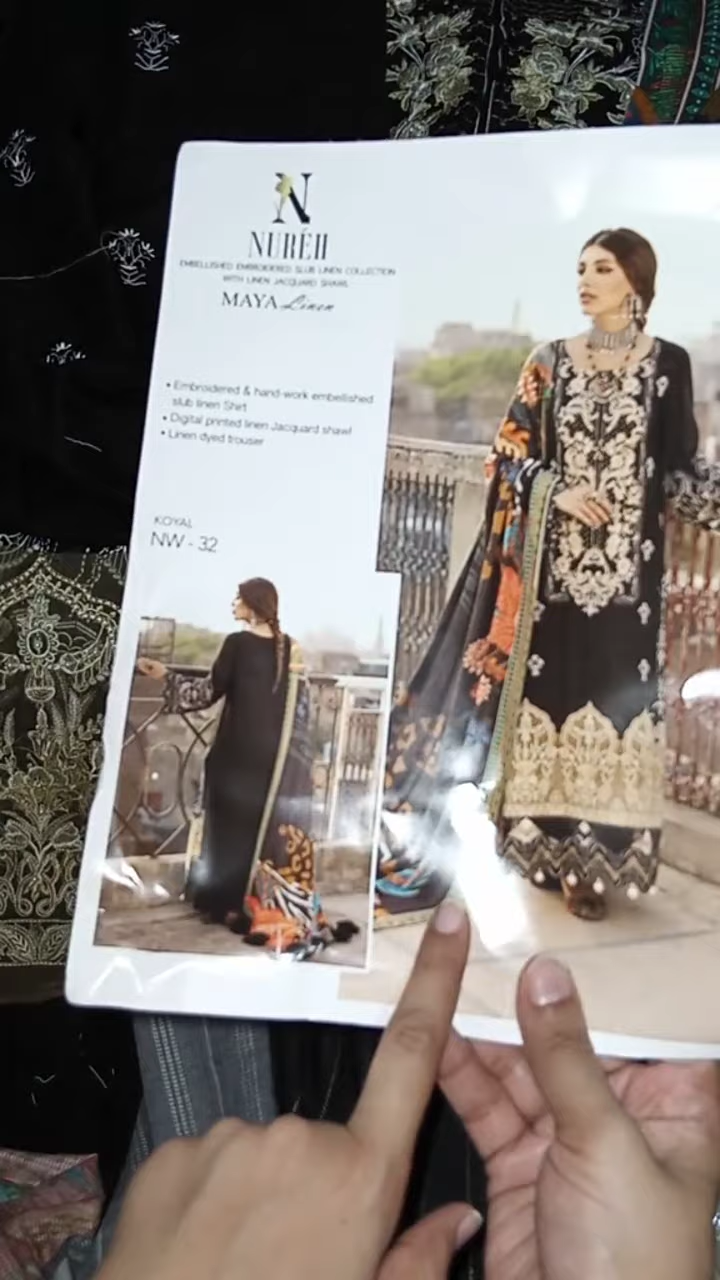 N
NURÉH
EMBELLISHED EMBROIDERED SLUB LINEN COLLECTION
WITH LINEN JACQUARD SHAWL
MAYA Linen
• Embroidered & hand-work embellished
slub linen Shirt
• Digital printed linen Jacquard shawl
• Linen dyed trouser
KOYAL
NW - 32